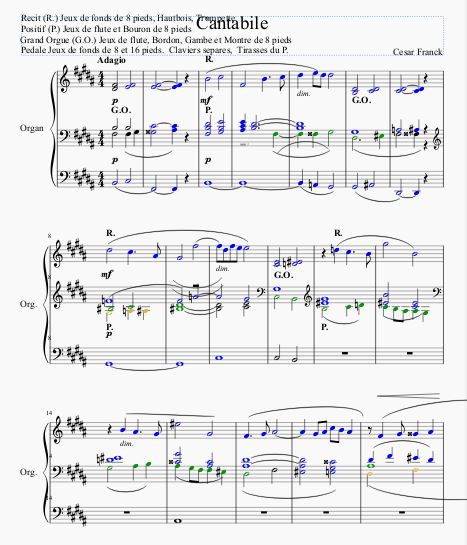 Recit (R.) Jeux de fonds de 8 pieds, Hautbois, Trompette
Cantabile
Positif (P.) Jeux de flute et Bouron de 8 pieds
Grand Orgue (G.O.) Jeux de flute, Bordon, Gambe et Montre de 8 pieds
Pedale Jeux de fonds de 8 et 16 pieds. Claviers separes, Tirasses du P.
Cesar Franck
Adagio
R.
p
mf
dim.
G.O.
P.
G.O.
Organ
p
p
8
R.
R.
mf
dim.
G.O.
Org.
P.
P.
p
14
dim.
Org.